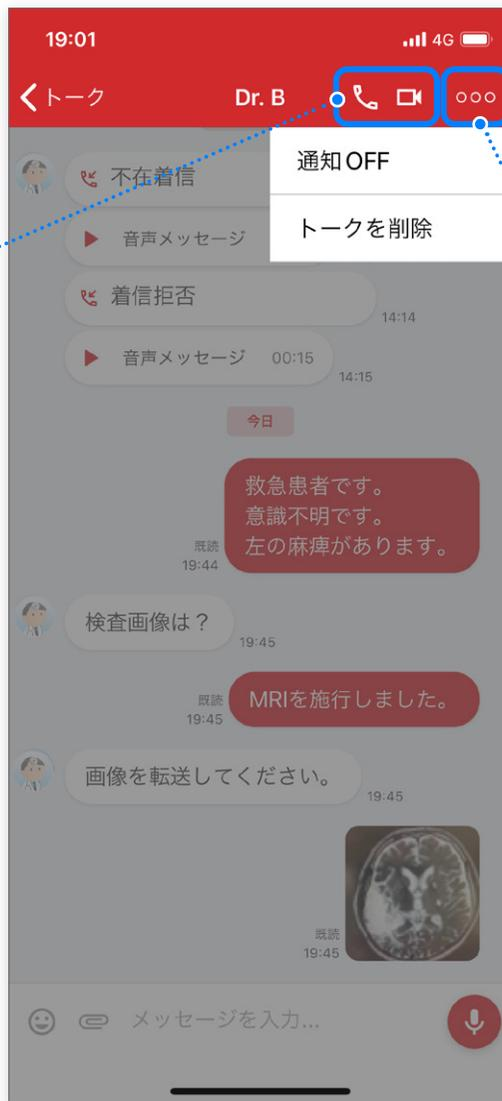 19:01
4G
トーク
Dr. B
通知OFF
トークを削除
不在着信
音声メッセージ
着信拒否
14:14
音声メッセージ 00:15
14:15
今日
救急患者です。
意識不明です。
左の麻痺があります。
既読
19:44
検査画像は？
19:45
MRIを施行しました。
既読
19:45
画像を転送してください。
19:45
既読
19:45
メッセージを入力...